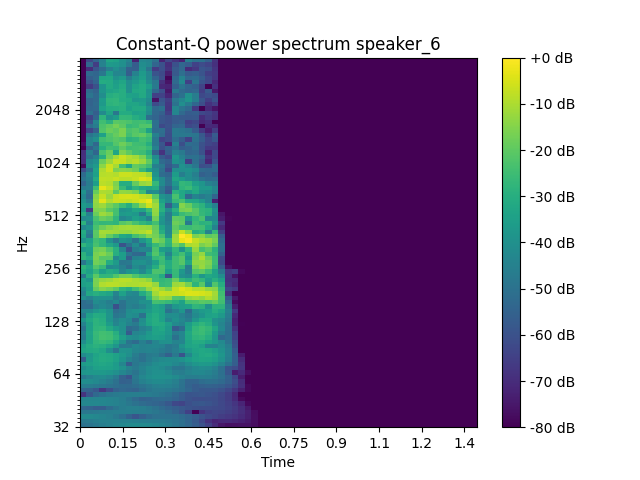 Constant-Q power spectrum speaker_6
+0 dB
2048
-10 dB
1024
-20 dB
512
-30 dB
Hz
-40 dB
256
-50 dB
128
-60 dB
64
-70 dB
32
-80 dB
0 0.15 0.3 0.45 0.6 0.75 0.9 1.1 1.2 1.4
Time